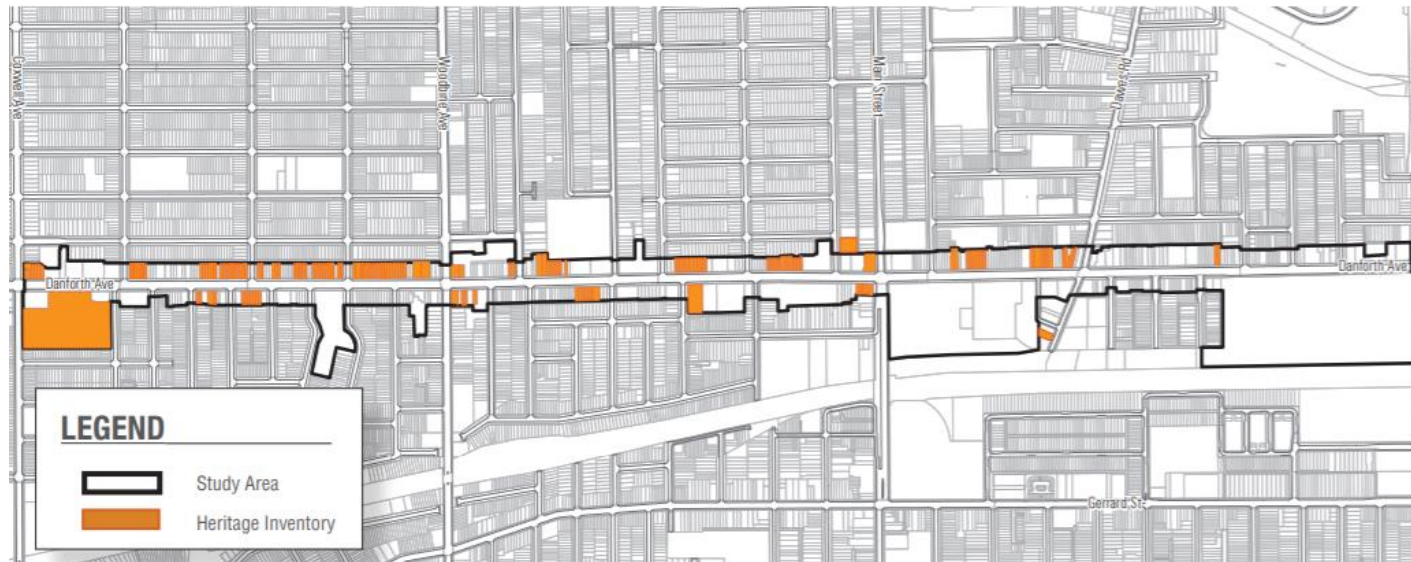 Coxwell Ave
Woodbine Ave
Main Street
Dawes Rd
Danforth Ave
Danforth Ave
LEGEND
Study Area
Heritage Inventory
Gerrard St